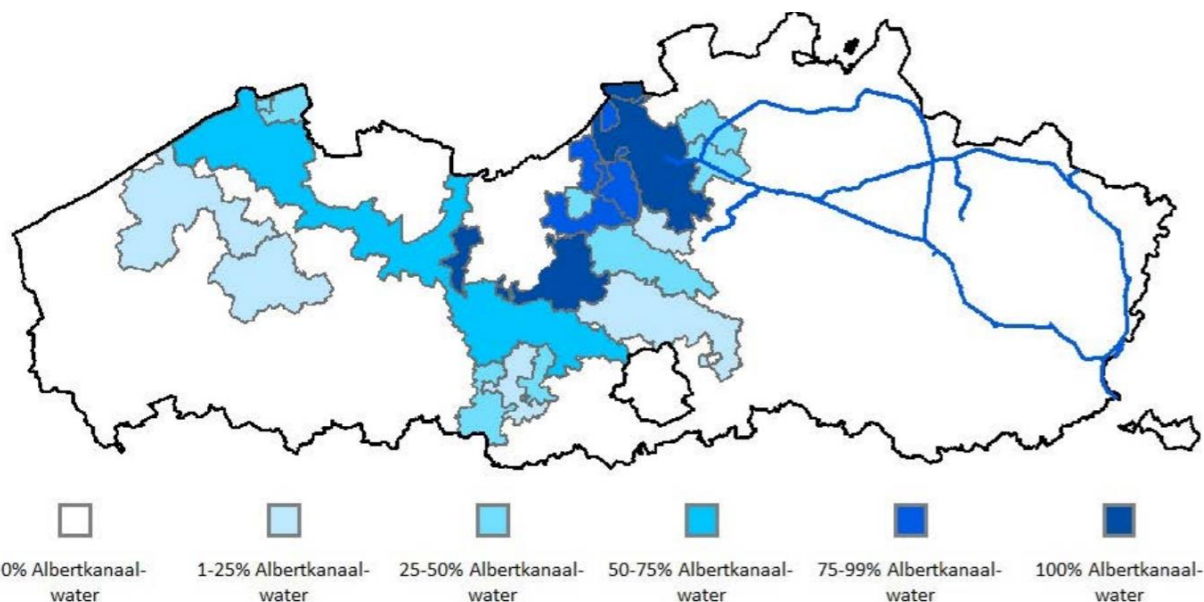 0% Albertkanaal-
water
1-25% Albertkanaal-
water
25-50% Albertkanaal-
water
50-75% Albertkanaal-
water
75-99% Albertkanaal-
water
100% Albertkanaal-
water